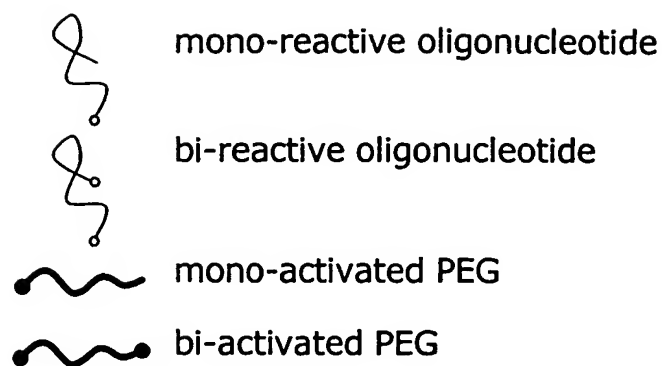 mono-reactive oligonucleotide
bi-reactive oligonucleotide
mono-activated PEG
bi-activated PEG